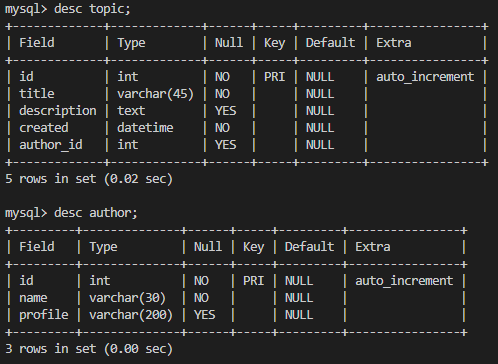 mysql> desc topic;
+-------------+-------------+------+-----+---------+----------------+
| Field       | Type        | Null | Key | Default | Extra          |
+-------------+-------------+------+-----+---------+----------------+
| id          | int         | NO   | PRI | NULL    | auto_increment |
| title       | varchar(45) | NO   |     | NULL    |                |
| description | text        | YES  |     | NULL    |                |
| created     | datetime    | NO   |     | NULL    |                |
| author_id   | int         | YES  |     | NULL    |                |
+-------------+-------------+------+-----+---------+----------------+
5 rows in set (0.02 sec)
mysql> desc author;
+---------+--------------+------+-----+---------+----------------+
| Field   | Type         | Null | Key | Default | Extra          |
+---------+--------------+------+-----+---------+----------------+
| id      | int          | NO   | PRI | NULL    | auto_increment |
| name    | varchar(30)  | NO   |     | NULL    |                |
| profile | varchar(200) | YES  |     | NULL    |                |
+---------+--------------+------+-----+---------+----------------+
3 rows in set (0.00 sec)